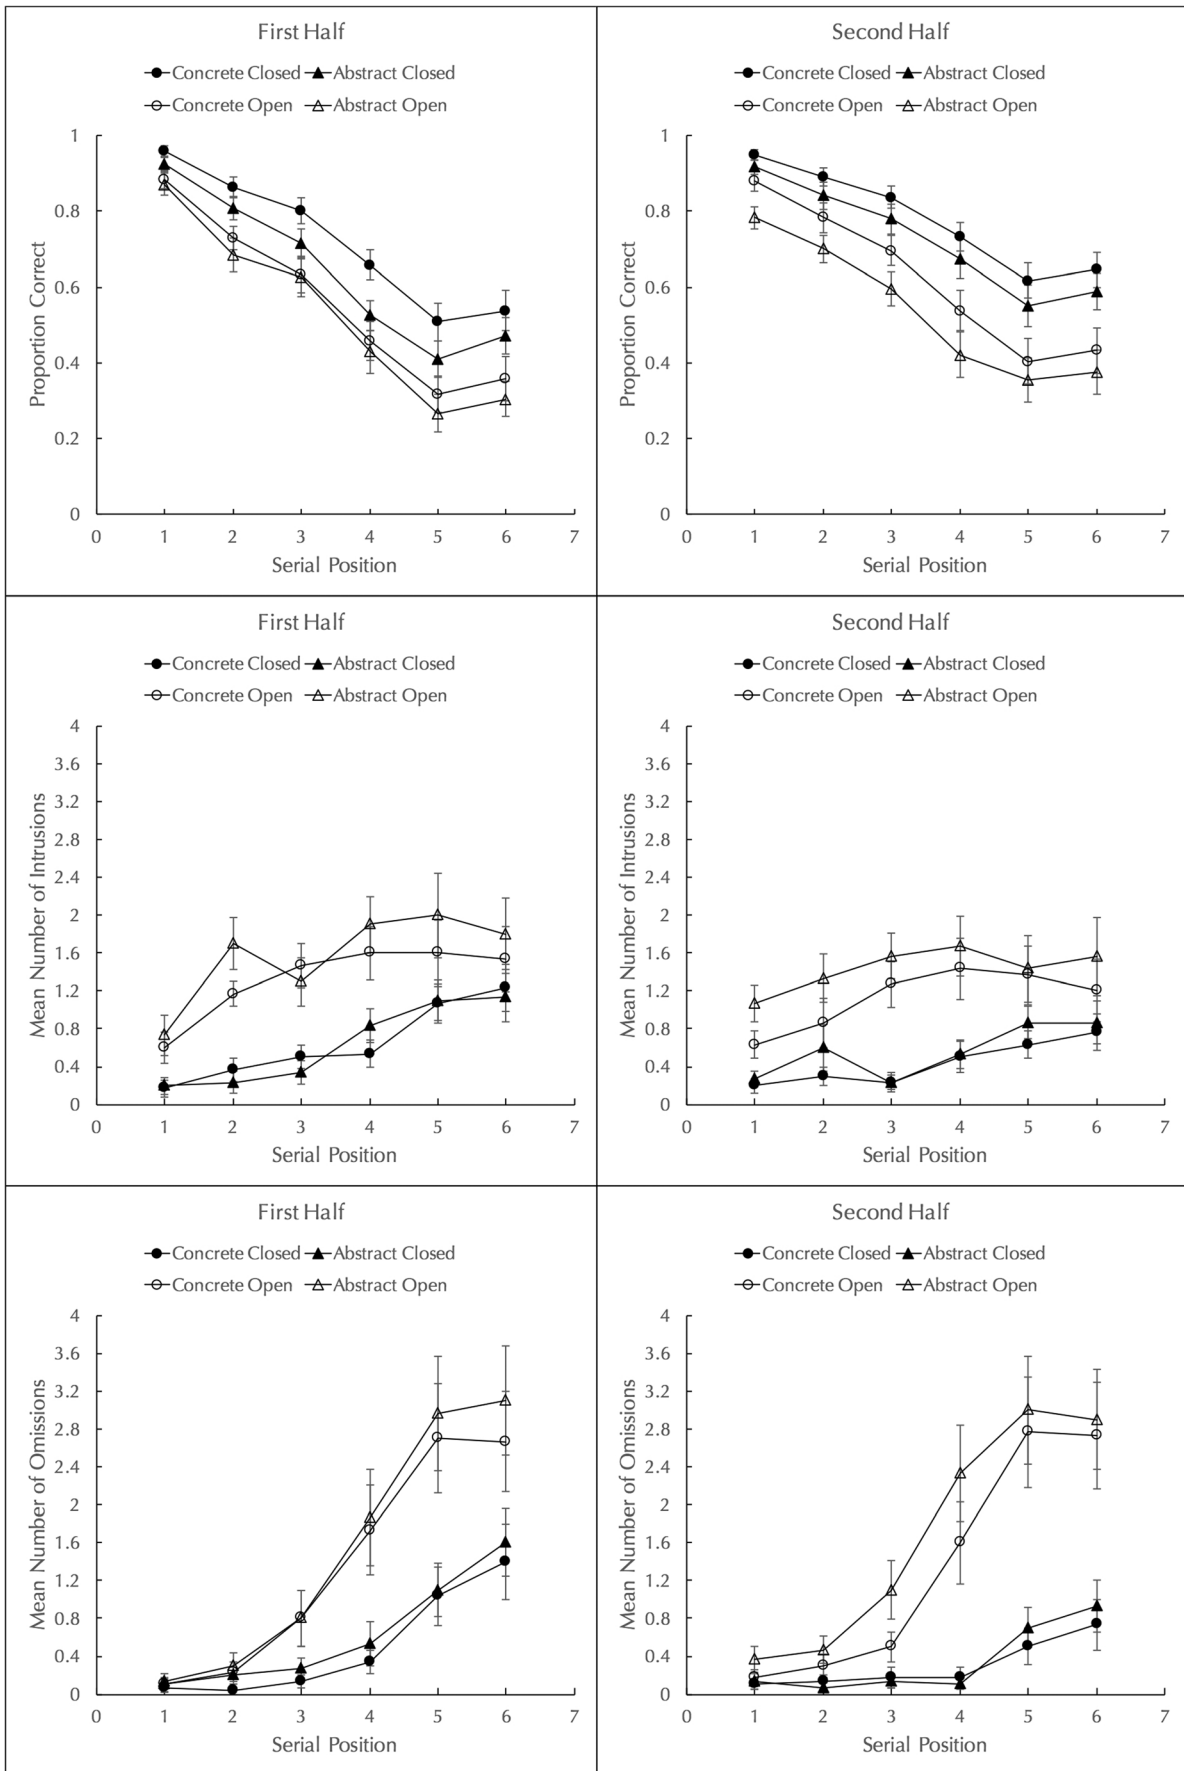 First Half
Concrete Closed Abstract Closed
Concrete Open Abstract Open
1
0.8
0.6
0.4
0.2
0
0 1 2 3 4 5 6 7
Proportion Correct
Serial Position
Second Half
Concrete Closed Abstract Closed
Concrete Open Abstract Open
1
0.8
0.6
0.4
0.2
0
0 1 2 3 4 5 6 7
Proportion Correct
Serial Position
First Half
Concrete Closed Abstract Closed
Concrete Open Abstract Open
4
3.6
3.2
2.8
2.4
2
1.6
1.2
0.8
0.4
0
0 1 2 3 4 5 6 7
Mean Number of Intrusions
Serial Position
Second Half
Concrete Closed Abstract Closed
Concrete Open Abstract Open
4
3.6
3.2
2.8
2.4
2
1.6
1.2
0.8
0.4
0
0 1 2 3 4 5 6 7
Mean Number of Intrusions
Serial Position
First Half
Concrete Closed Abstract Closed
Concrete Open Abstract Open
4
3.6
3.2
2.8
2.4
2
1.6
1.2
0.8
0.4
0
0 1 2 3 4 5 6 7
Mean Number of Omissions
Serial Position
Second Half
Concrete Closed Abstract Closed
Concrete Open Abstract Open
4
3.6
3.2
2.8
2.4
2
1.6
1.2
0.8
0.4
0
0 1 2 3 4 5 6 7
Mean Number of Omissions
Serial Position